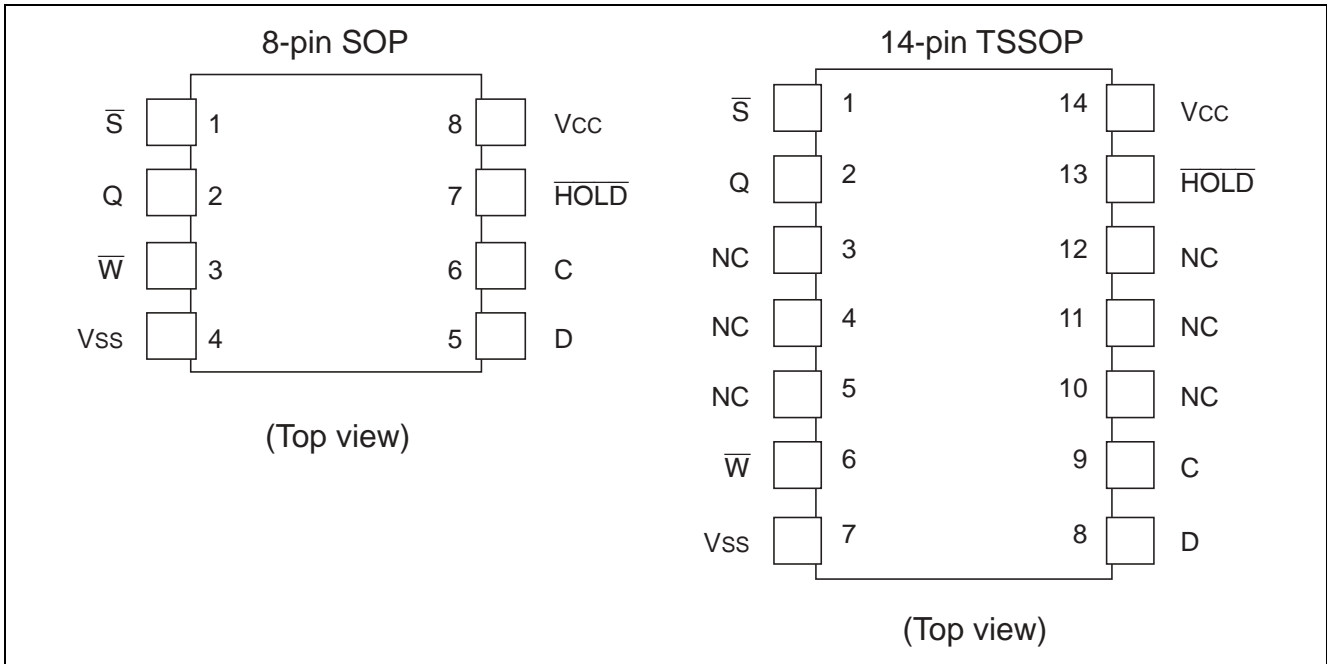 8-pin SOP
S̅ 1 8 VCC
Q 2 7 H̅O̅L̅D̅
W̅ 3 6 C
VSS 4 5 D
(Top view)
14-pin TSSOP
S̅ 1 14 VCC
Q 2 13 H̅O̅L̅D̅
NC 3 12 NC
NC 4 11 NC
NC 5 10 NC
W̅ 6 9 C
VSS 7 8 D
(Top view)